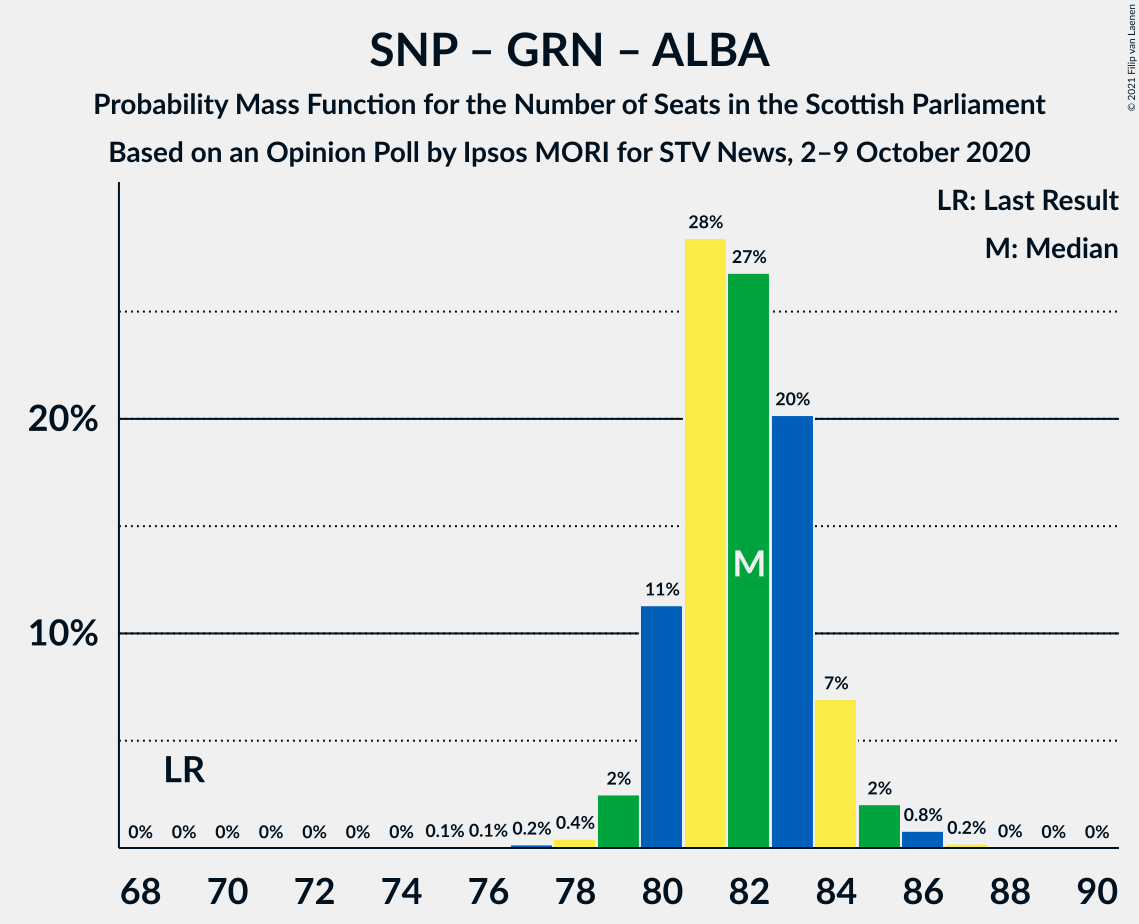 SNP – GRN – ALBA
Probability Mass Function for the Number of Seats in the Scottish Parliament
Based on an Opinion Poll by Ipsos MORI for STV News, 2–9 October 2020
© 2021 Filip van Laenen
LR: Last Result
M: Median
28%
27%
20%
20%
M
11%
10%
7%
LR
2%
2%
0% 0% 0% 0% 0% 0% 0% 0.1% 0.1% 0.2% 0.4% 0.8% 0.2% 0% 0% 0%
68 70 72 74 76 78 80 82 84 86 88 90